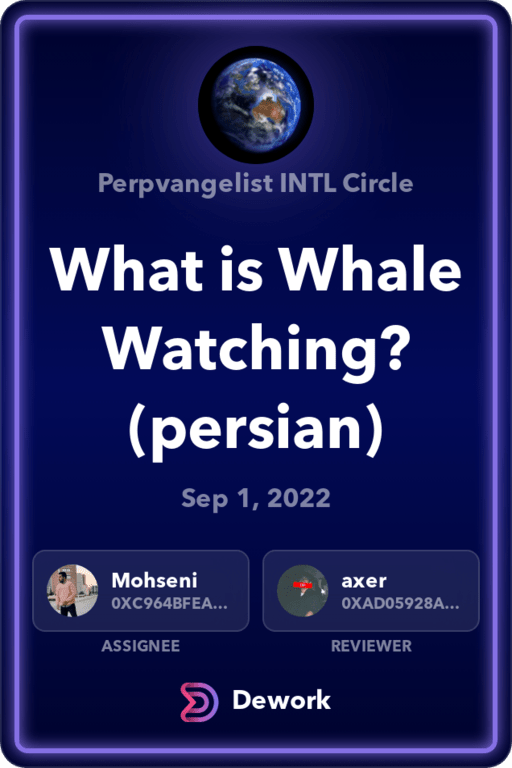 Perpvangelist INTL Circle
What is Whale
Watching?
(persian)
Sep 1, 2022
Mohseni
0XC964BFEA...
ASSIGNEE
axer
0XAD05928A...
REVIEWER
Dework